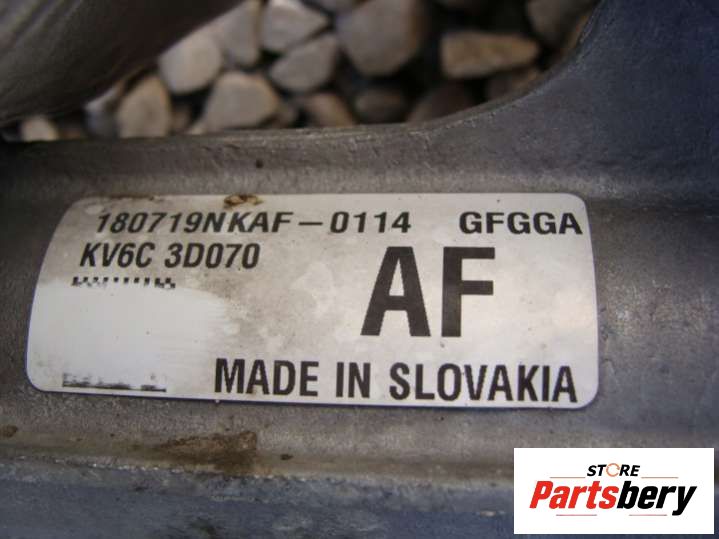 180719NKAF-0114 GFGGA
KV6C 3D070
AF
MADE IN SLOVAKIA
STORE
Partsbery